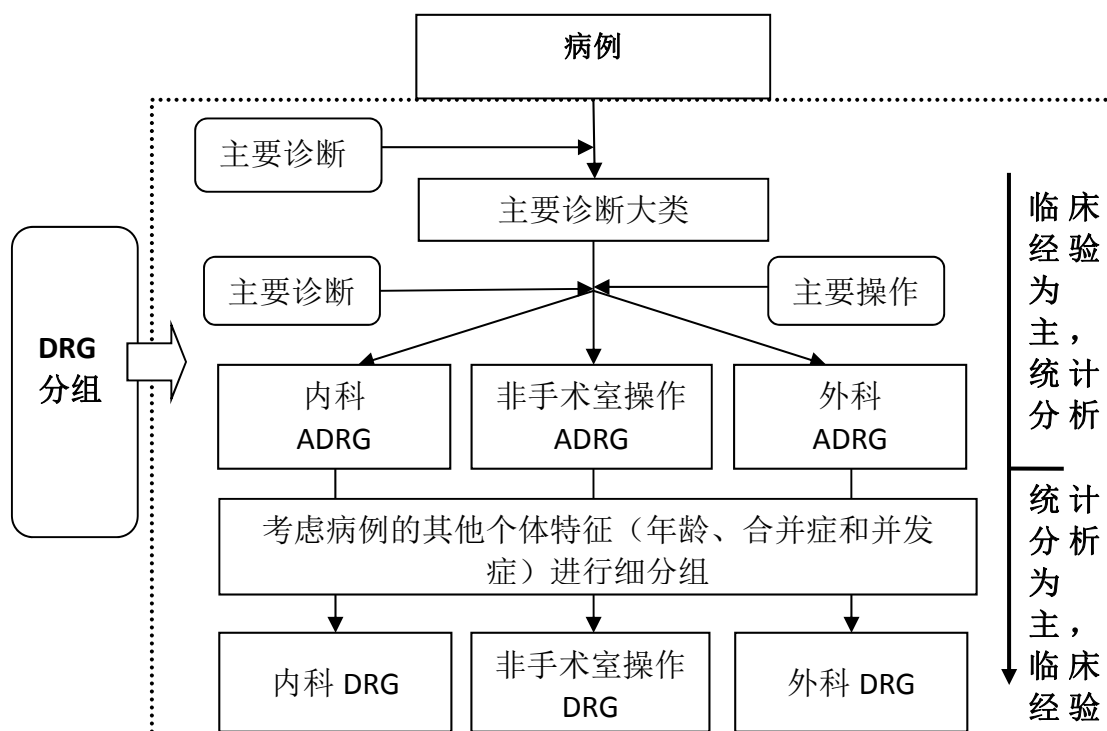 病例
主要诊断
主要诊断大类
主要诊断
主要操作
DRG
分组
内科
ADRG
非手术室操作
ADRG
外科
ADRG
考虑病例的其他个体特征（年龄、合并症和并发
症）进行细分组
内科 DRG
非手术室操作
DRG
外科 DRG
临床
经验
为
主，
统计
分析
统计
分析
为
主，
临床
经验